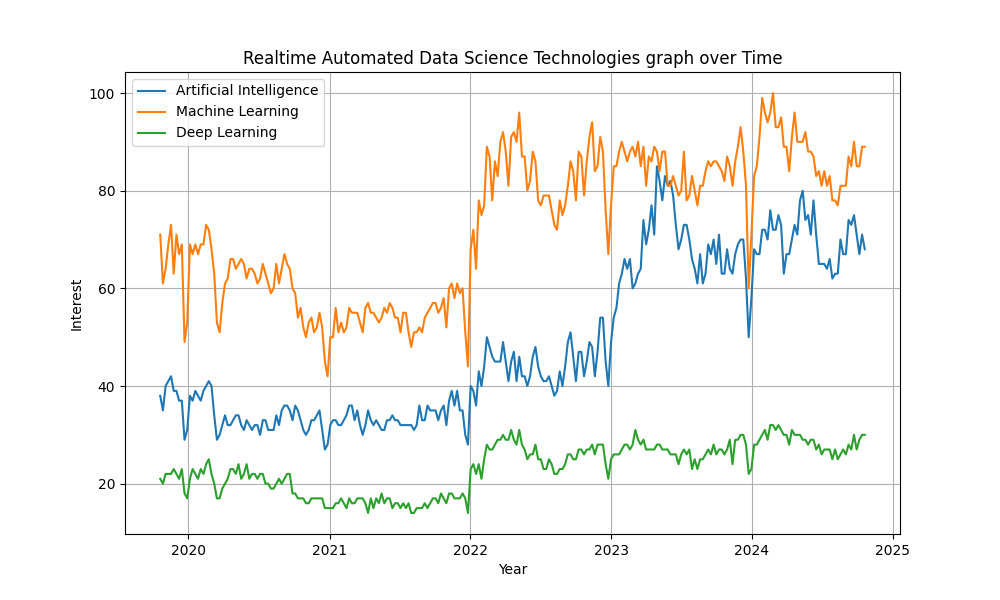 Realtime Automated Data Science Technologies graph over Time
Artificial Intelligence
Machine Learning
Deep Learning
100
80
60
40
20
Interest
2020 2021 2022 2023 2024 2025
Year